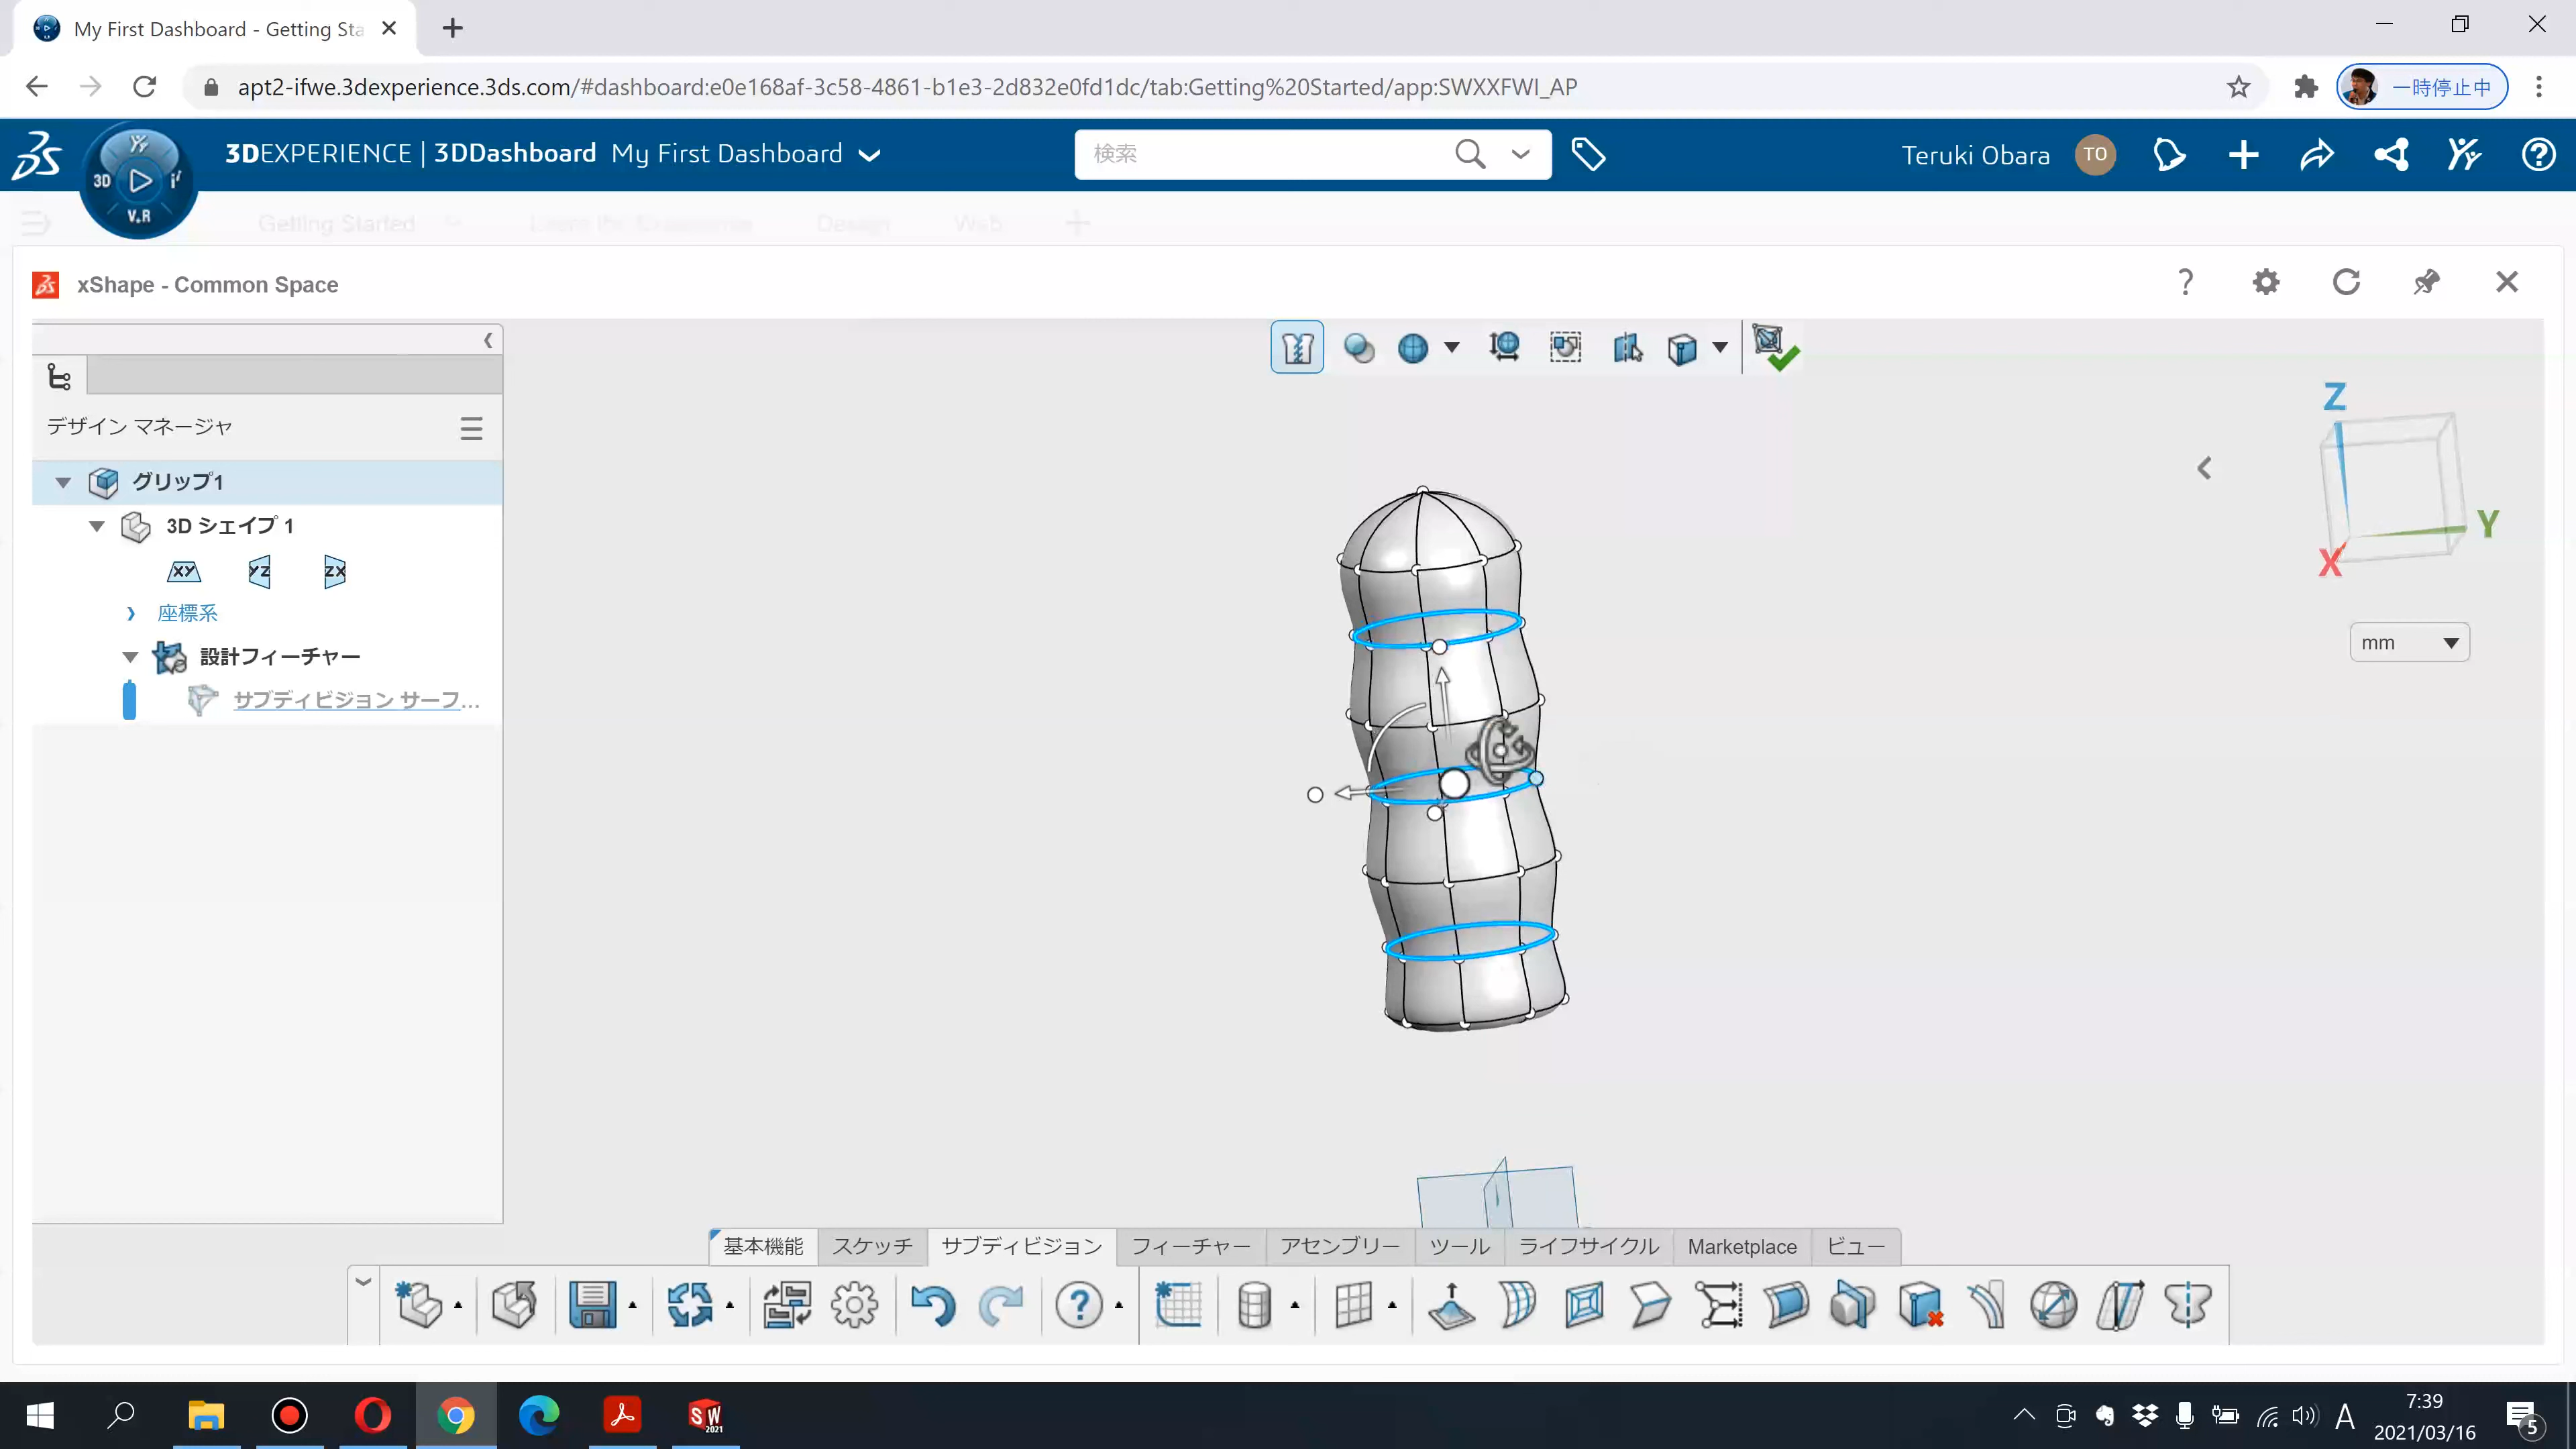 My First Dashboard - Getting Sta
apt2-ifwe.3dexperience.3ds.com/#dashboard:e0e168af-3c58-4861-b1e3-2d832e0fd1dc/tab:Getting%20Started/app:SWXXFWI_AP
一時停止中
3D
V.R
3DEXPERIENCE | 3DDashboard My First Dashboard
検索
Teruki Obara
TO
Getting Started
Design
Web
xShape - Common Space
デザイン マネージャ
グリップ1
3D シェイプ 1
XY
YZ
ZX
座標系
設計フィーチャー
サブディビジョン サーフ...
Z
Y
X
mm
基本機能
スケッチ
サブディビジョン
フィーチャー
アセンブリー
ツール
ライフサイクル
Marketplace
ビュー
SW
2021
A
7:39
2021/03/16
5